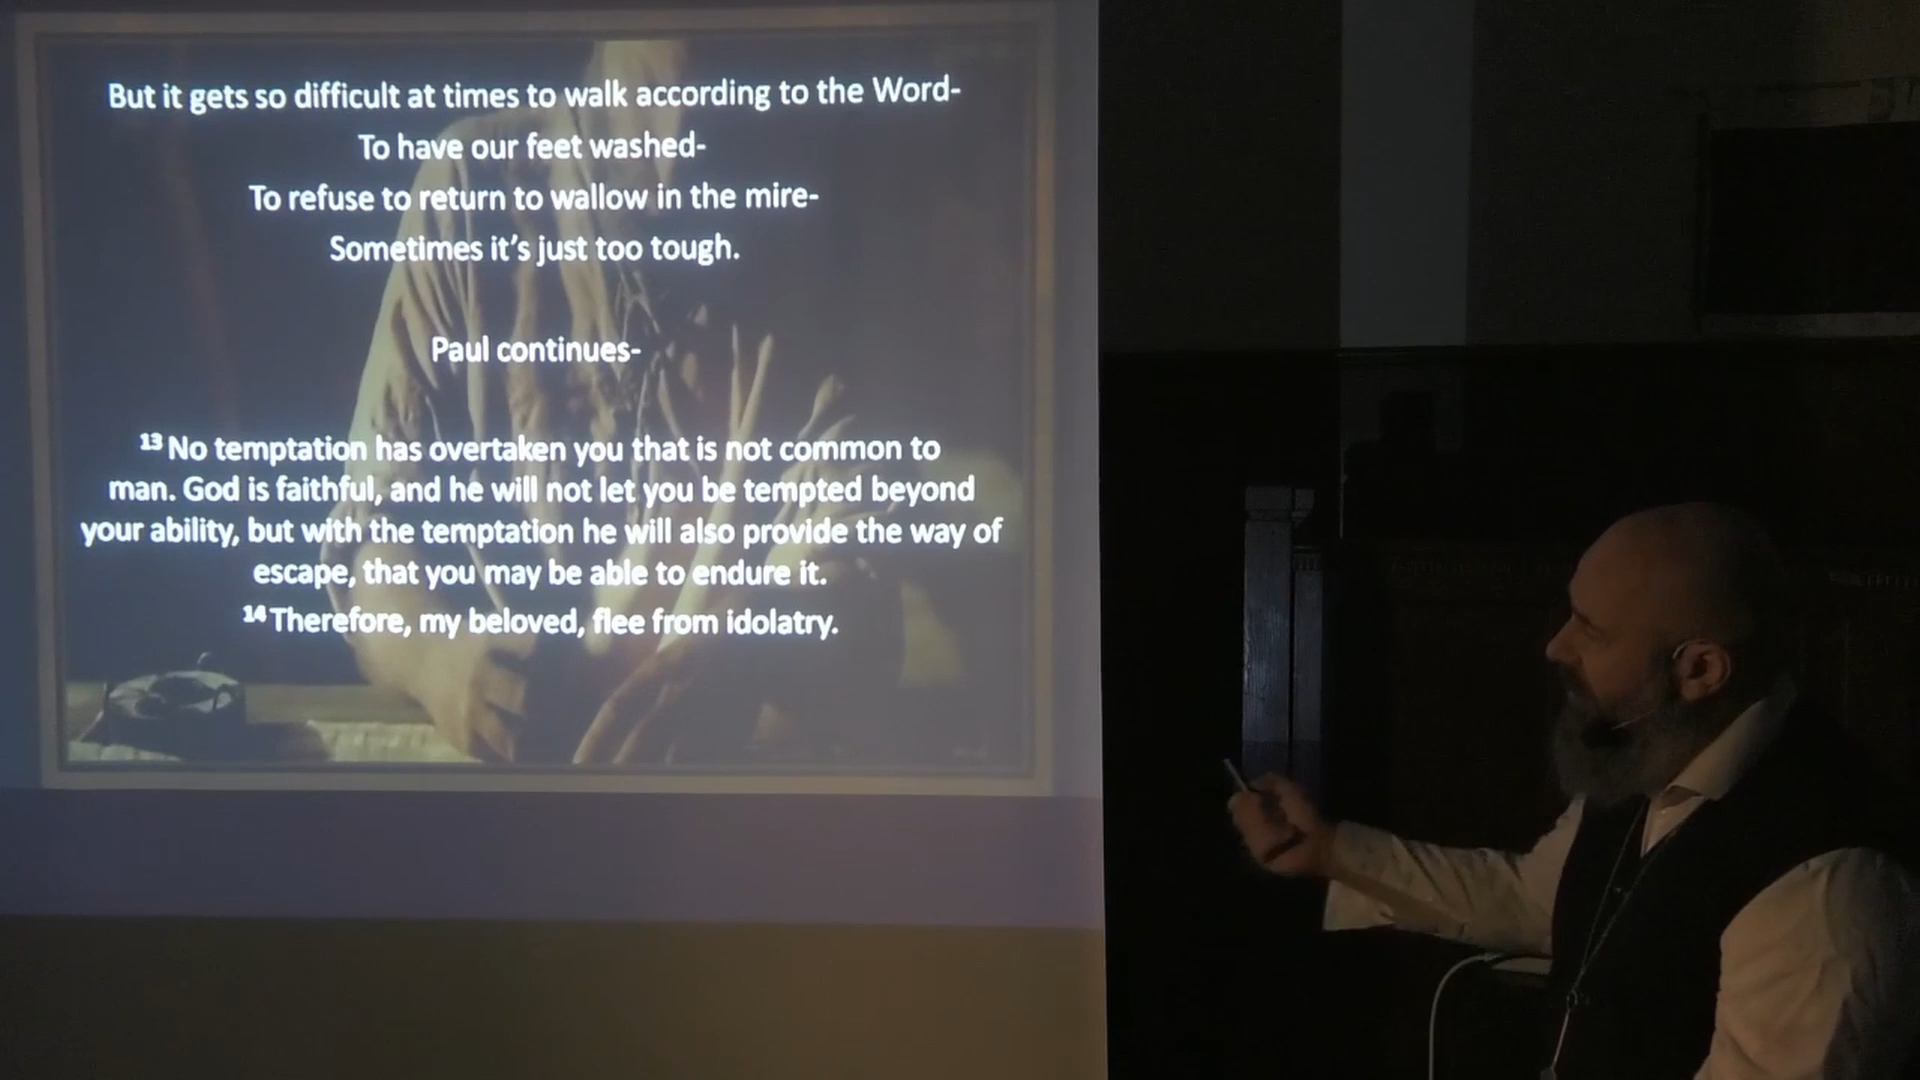 But it gets so difficult at times to walk according to the Word-
To have our feet washed-
To refuse to return to wallow in the mire-
Sometimes it's just too tough.
Paul continues-
13 No temptation has overtaken you that is not common to
man. God is faithful, and he will not let you be tempted beyond
your ability, but with the temptation he will also provide the way of
escape, that you may be able to endure it.
14 Therefore, my beloved, flee from idolatry.